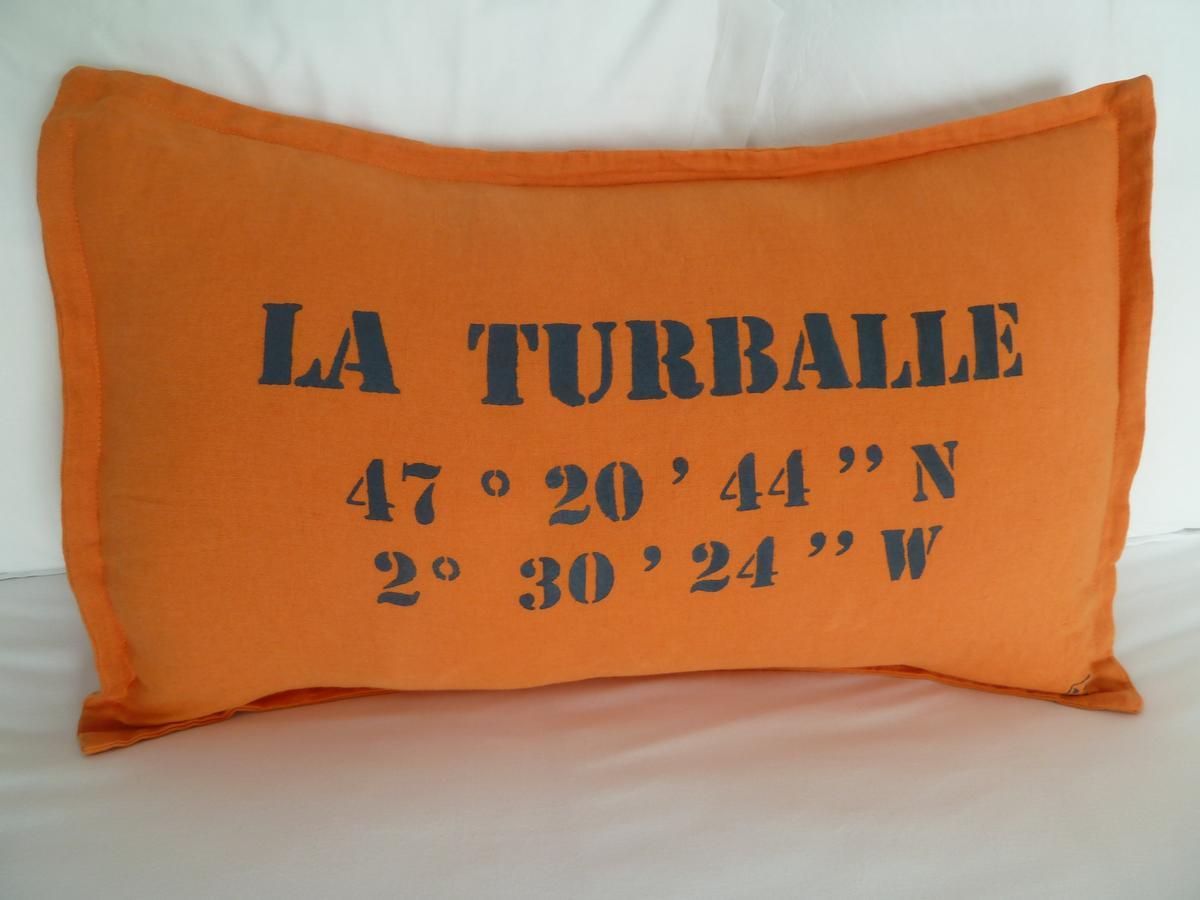 LA TURBALLE
47° 20’ 44’’ N
2° 30’ 24’’ W